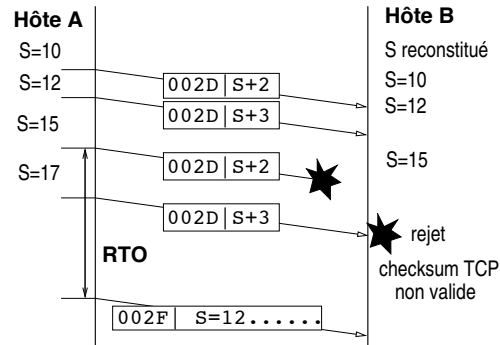 Hôte A
Hôte B
S=10
S reconstitué
S=12
002D|S+2
S=10
002D|S+3
S=12
S=15
S=15
002D|S+2
S=17
002D|S+3
rejet
RTO
checksum TCP
non valide
002F| S=12......